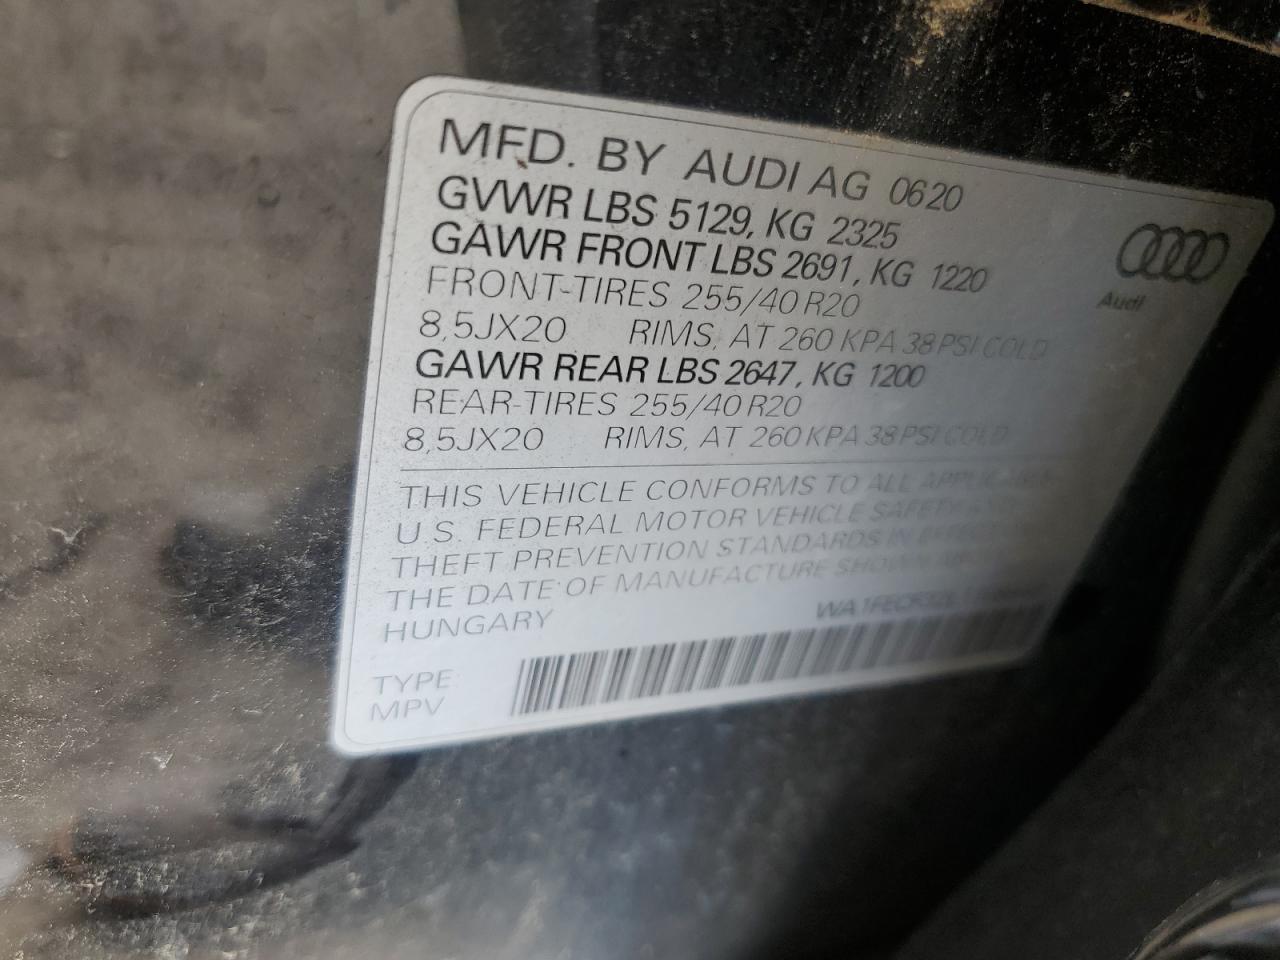 MFD. BY AUDI AG 0620
GVWR LBS 5129, KG 2325
GAWR FRONT LBS 2691, KG 1220
FRONT-TIRES 255/40 R20
8,5JX20 RIMS, AT 260 KPA 38 PSI COLD
GAWR REAR LBS 2647, KG 1200
REAR-TIRES 255/40 R20
8,5JX20 RIMS, AT 260 KPA 38 PSI COLD
Audi
THIS VEHICLE CONFORMS TO ALL
U.S. FEDERAL MOTOR VEHICLE SAFETY
THEFT PREVENTION STANDARDS IN EFFECT
THE DATE OF MANUFACTURE SHOWN
HUNGARY
TYPE:
MPV